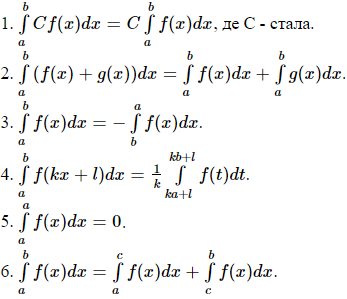 1. ∫_a^b Cf(x)dx = C∫_a^b f(x)dx, де C - стала.
2. ∫_a^b (f(x) + g(x))dx = ∫_a^b f(x)dx + ∫_a^b g(x)dx.
3. ∫_a^b f(x)dx = −∫_b^a f(x)dx.
4. ∫_a^b f(kx + l)dx = 1/k ∫_{ka+l}^{kb+l} f(t)dt.
5. ∫_a^a f(x)dx = 0.
6. ∫_a^b f(x)dx = ∫_a^c f(x)dx + ∫_c^b f(x)dx.